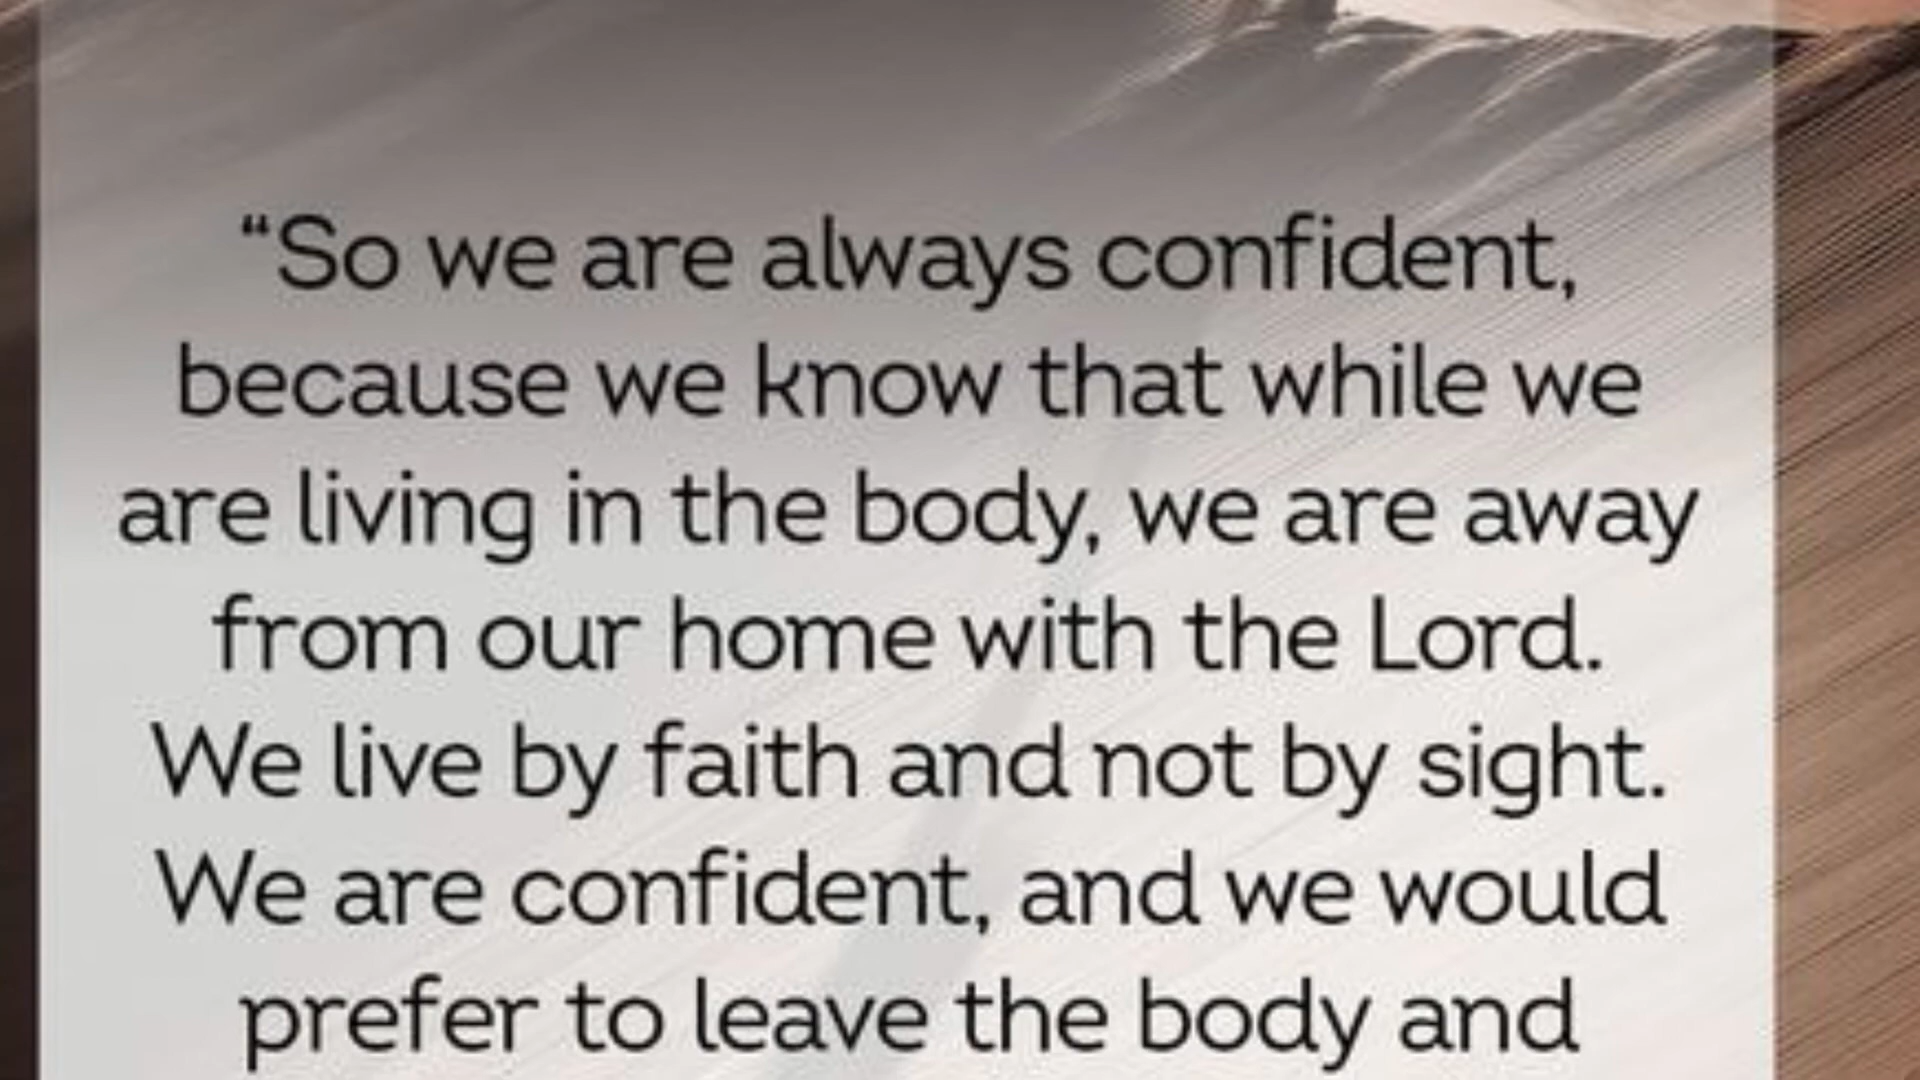 “So we are always confident,
because we know that while we
are living in the body, we are away
from our home with the Lord.
We live by faith and not by sight.
We are confident, and we would
prefer to leave the body and